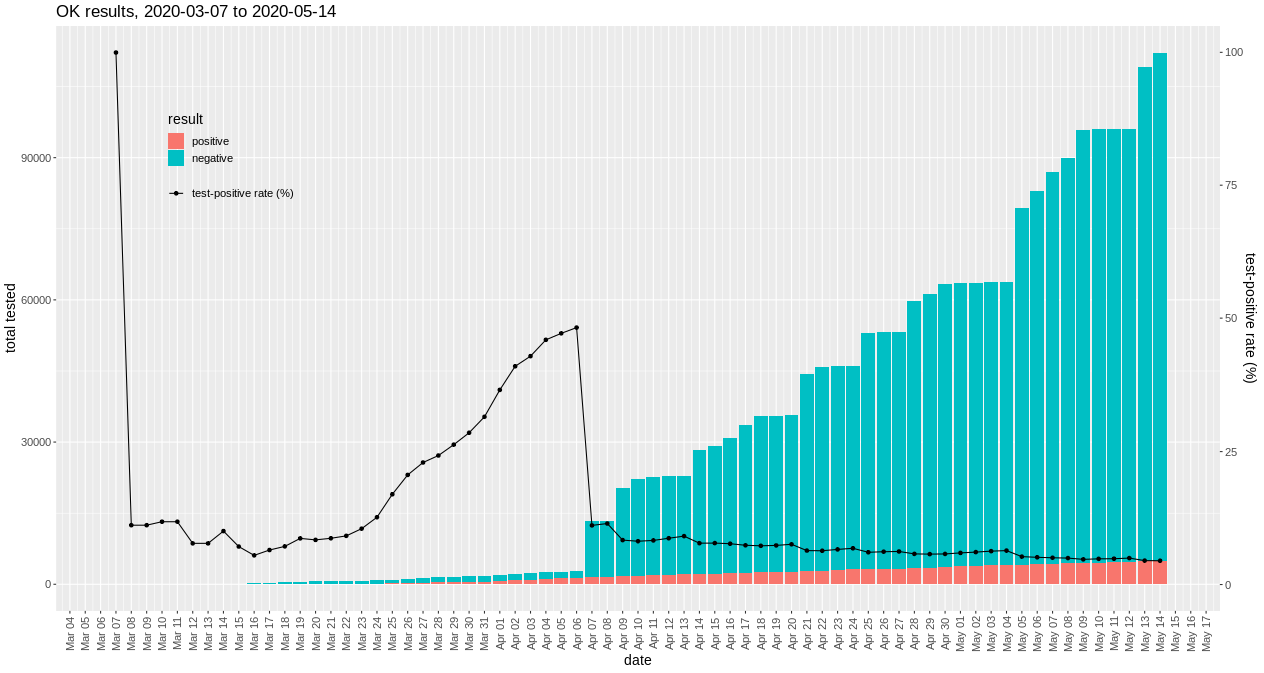 OK results, 2020-03-07 to 2020-05-14
total tested
90000
60000
30000
0
result
positive
negative
test-positive rate (%)
100
75
50
25
0
test-positive rate (%)
Mar 04
Mar 05
Mar 06
Mar 07
Mar 08
Mar 09
Mar 10
Mar 11
Mar 12
Mar 13
Mar 14
Mar 15
Mar 16
Mar 17
Mar 18
Mar 19
Mar 20
Mar 21
Mar 22
Mar 23
Mar 24
Mar 25
Mar 26
Mar 27
Mar 28
Mar 29
Mar 30
Mar 31
Apr 01
Apr 02
Apr 03
Apr 04
Apr 05
Apr 06
Apr 07
Apr 08
Apr 09
Apr 10
Apr 11
Apr 12
Apr 13
Apr 14
Apr 15
Apr 16
Apr 17
Apr 18
Apr 19
Apr 20
Apr 21
Apr 22
Apr 23
Apr 24
Apr 25
Apr 26
Apr 27
Apr 28
Apr 29
Apr 30
May 01
May 02
May 03
May 04
May 05
May 06
May 07
May 08
May 09
May 10
May 11
May 12
May 13
May 14
May 15
May 16
May 17
date